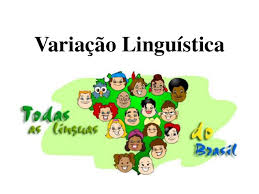 Variação Linguística
Todas
as línguas
do
Brasil